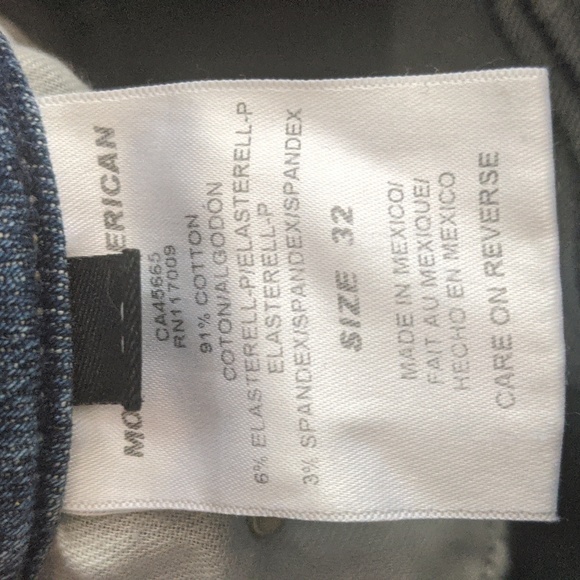 CA45665
RN117009
91% COTTON
COTON/ALGODÓN
6% ELASTERELL-P/ELASTERELL-P
ELASTERELL-P
3% SPANDEX/SPANDEX/SPANDEX
SIZE 32
MADE IN MEXICO/
FAIT AU MEXIQUE/
HECHO EN MEXICO
CARE ON REVERSE